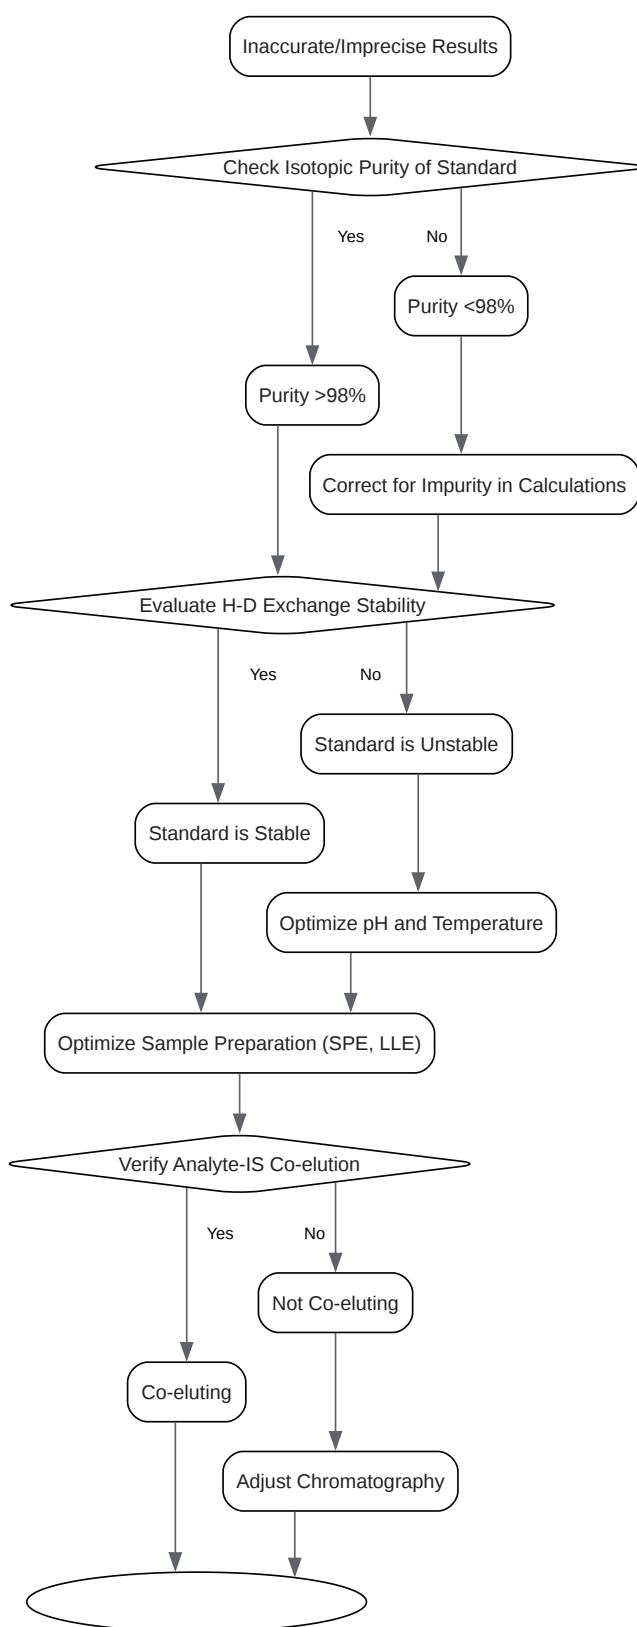 Inaccurate/Imprecise Results
Check Isotopic Purity of Standard
Yes
No
Purity <98%
Purity >98%
Correct for Impurity in Calculations
Evaluate H-D Exchange Stability
Yes
No
Standard is Unstable
Standard is Stable
Optimize pH and Temperature
Optimize Sample Preparation (SPE, LLE)
Verify Analyte-IS Co-elution
Yes
No
Not Co-eluting
Co-eluting
Adjust Chromatography